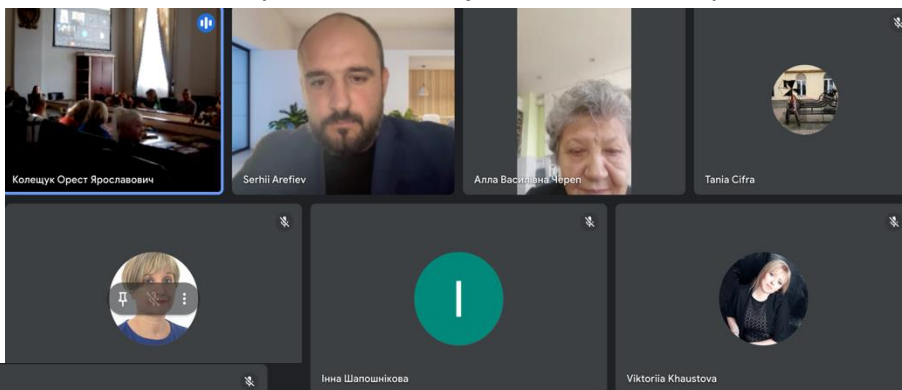 Колещук Орест Ярославович
Serhii Arefiev
Алла Василівна Череп
Tania Cifra
І
Інна Шапошнікова
Viktoriia Khaustova